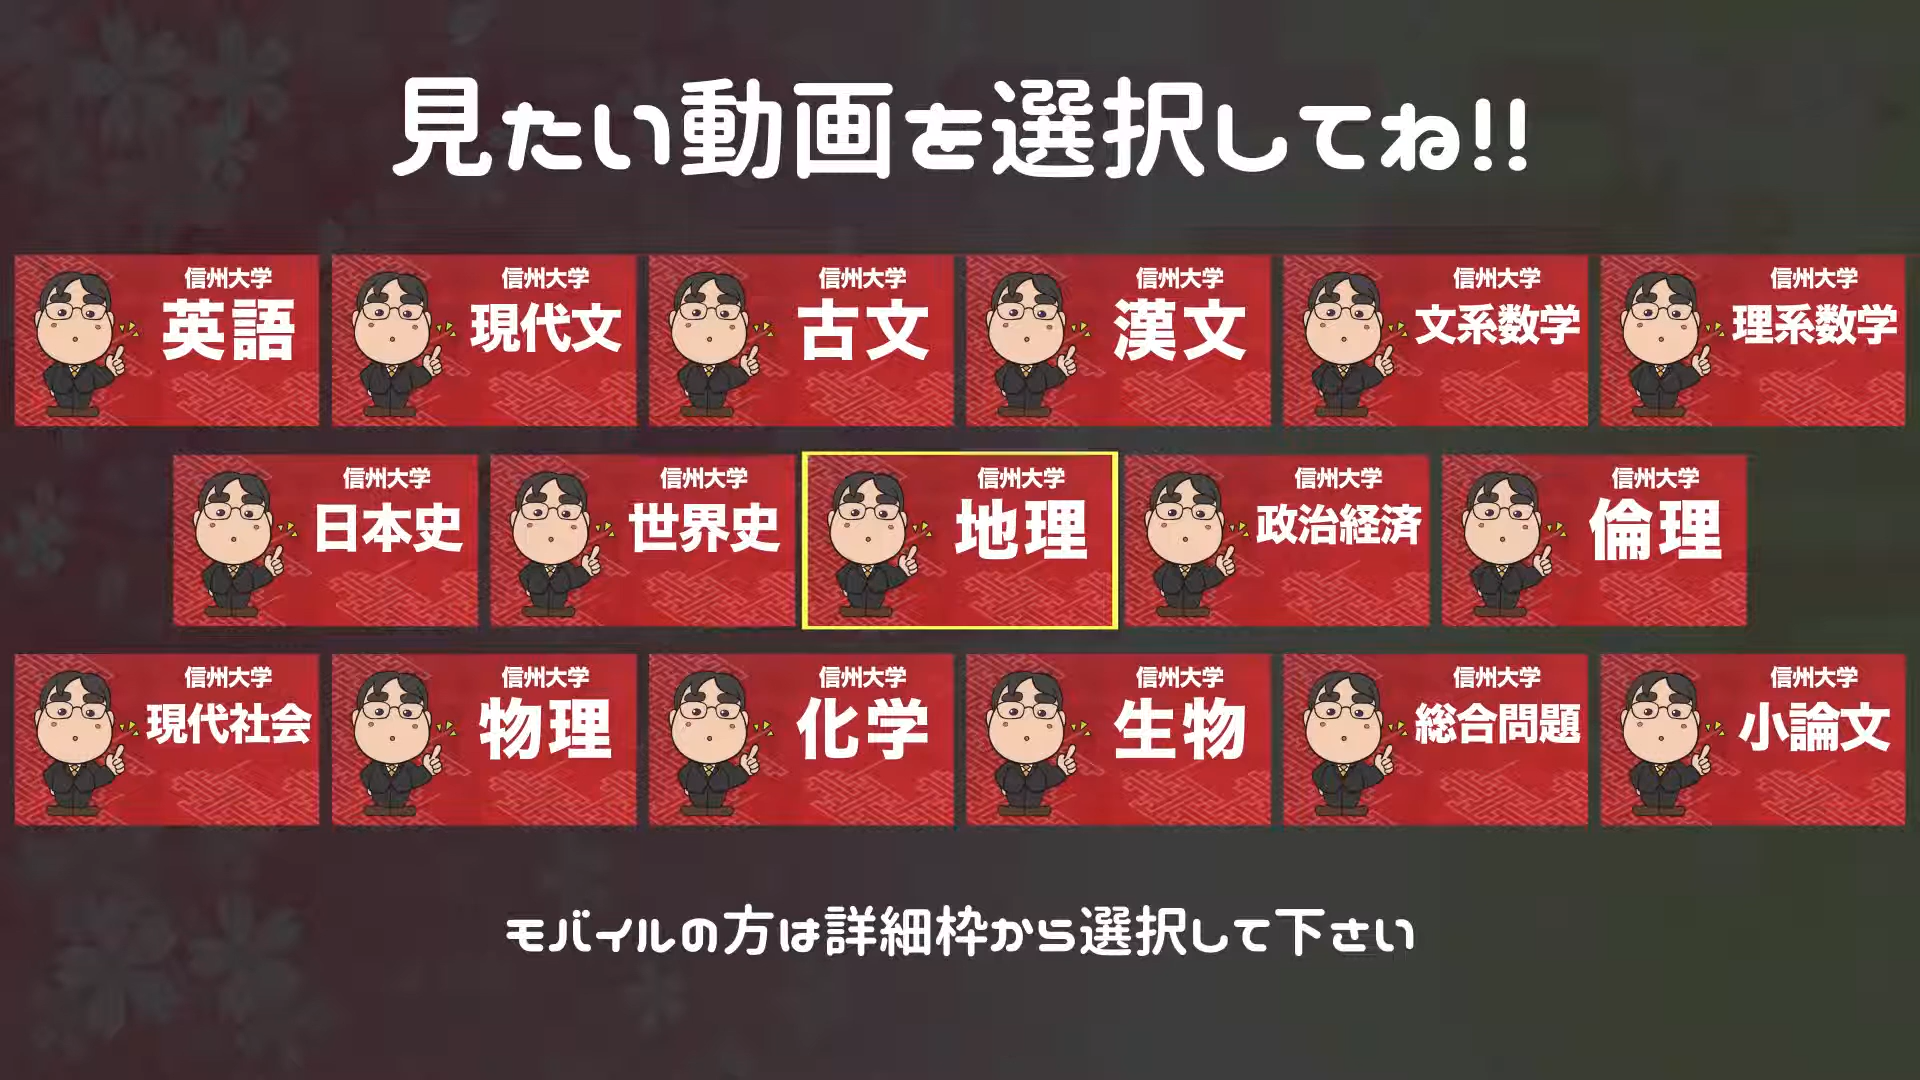 見たい動画を選択してね!!
信州大学
英語
信州大学
現代文
信州大学
古文
信州大学
漢文
信州大学
文系数学
信州大学
理系数学
信州大学
日本史
信州大学
世界史
信州大学
地理
信州大学
政治経済
信州大学
倫理
信州大学
現代社会
信州大学
物理
信州大学
化学
信州大学
生物
信州大学
総合問題
信州大学
小論文
モバイルの方は詳細枠から選択して下さい